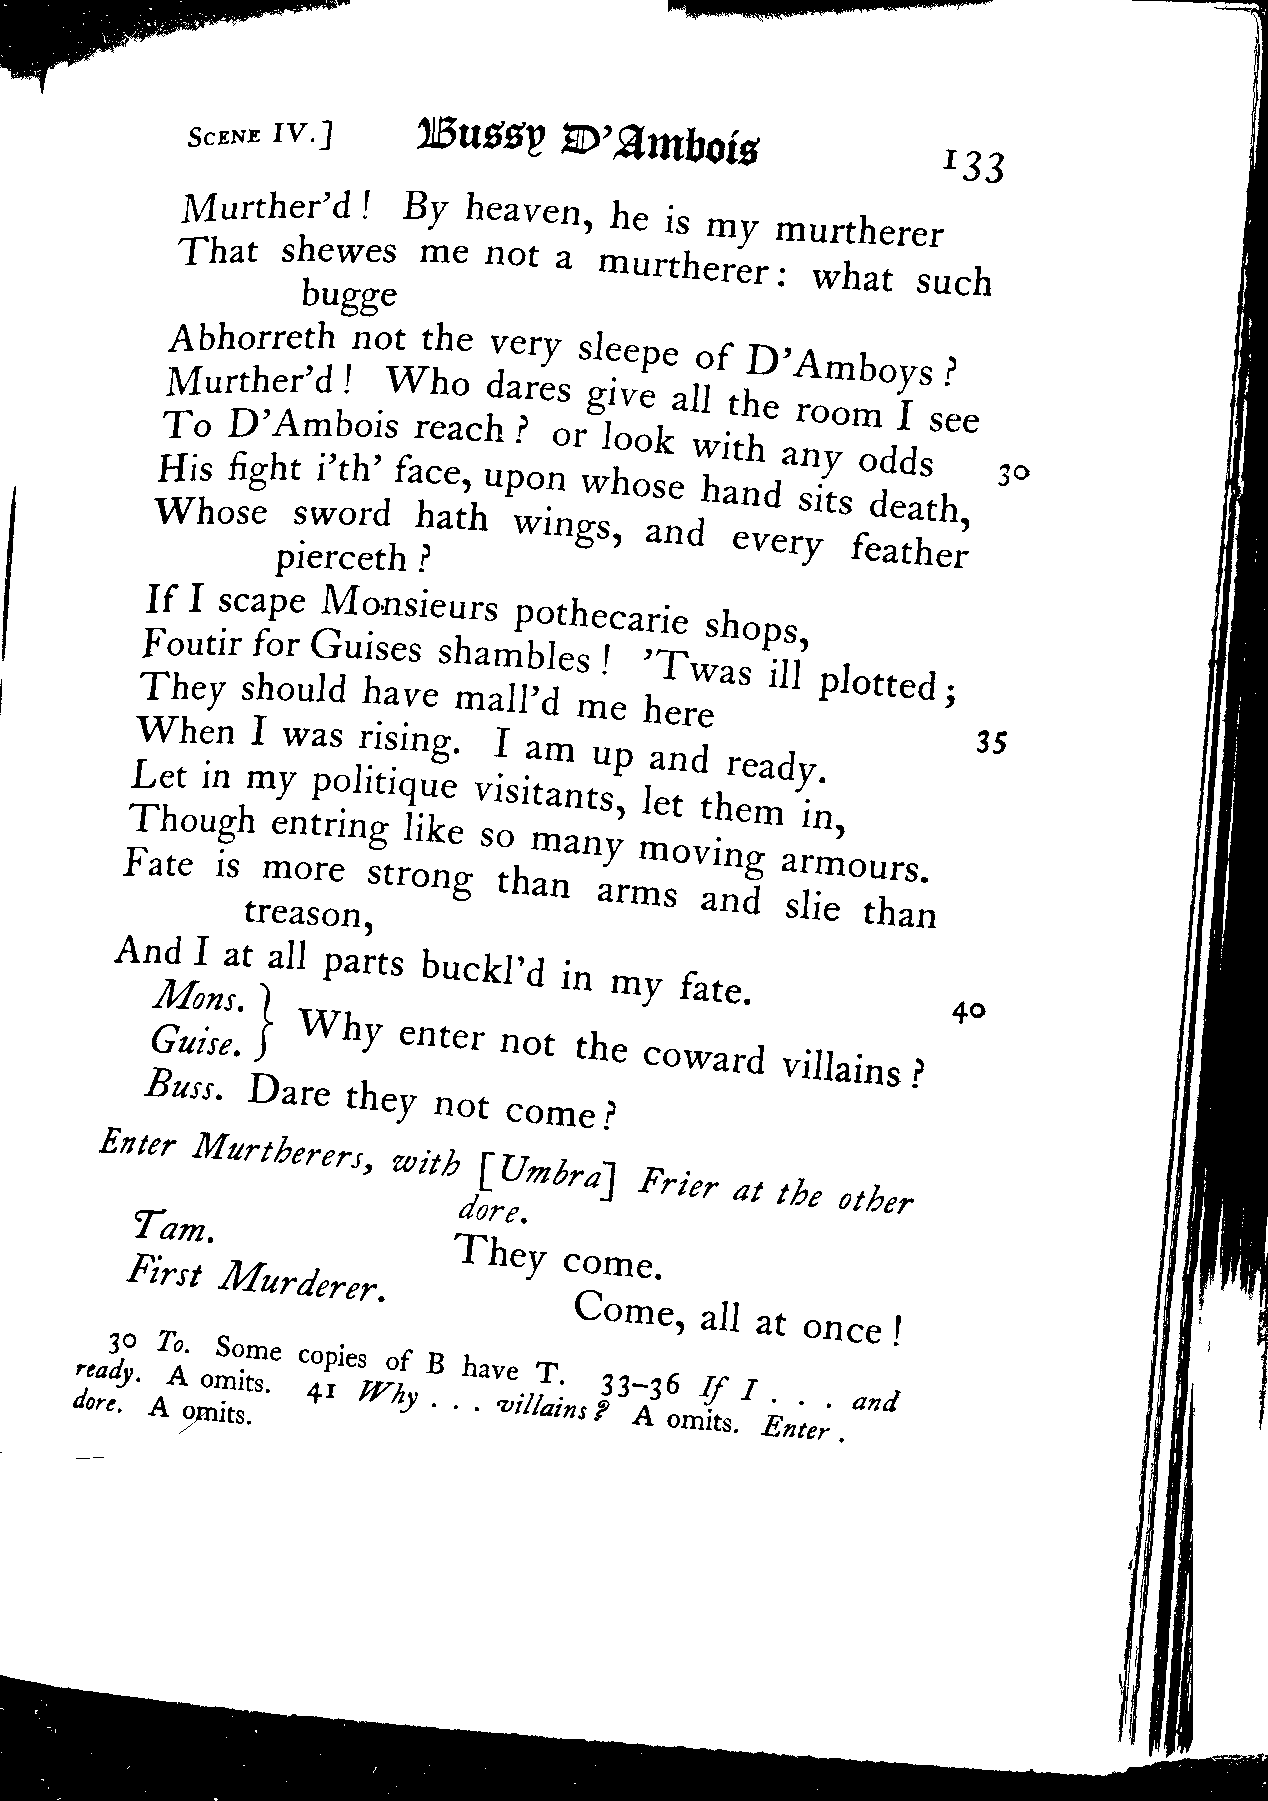 SCENE IV.] Bussy D'Ambois 133
Murther'd ! By heaven, he is my murtherer
That shewes me not a murtherer : what such
bugge
Abhorreth not the very sleepe of D'Amboys ?
Murther'd ! Who dares give all the room I see
To D'Ambois reach ? or look with any odds 30
His fight i'th' face, upon whose hand sits death,
Whose sword hath wings, and every feather
pierceth ?
If I scape Monsieurs pothecarie shops,
Foutir for Guises shambles ! 'Twas ill plotted ;
They should have mall'd me here 35
When I was rising. I am up and ready.
Let in my politique visitants, let them in,
Though entring like so many moving armours.
Fate is more strong than arms and slie than
treason,
And I at all parts buckl'd in my fate. 40
Mons. }
Guise. } Why enter not the coward villains ?
Buss. Dare they not come ?
Enter Murtherers, with [Umbra] Frier at the other
dore.
Tam. They come.
First Murderer. Come, all at once !
30 To. Some copies of B have T. 33-36 If I . . . and
ready. A omits. 41 Why . . . villains ? A omits. Enter .
dore. A omits.